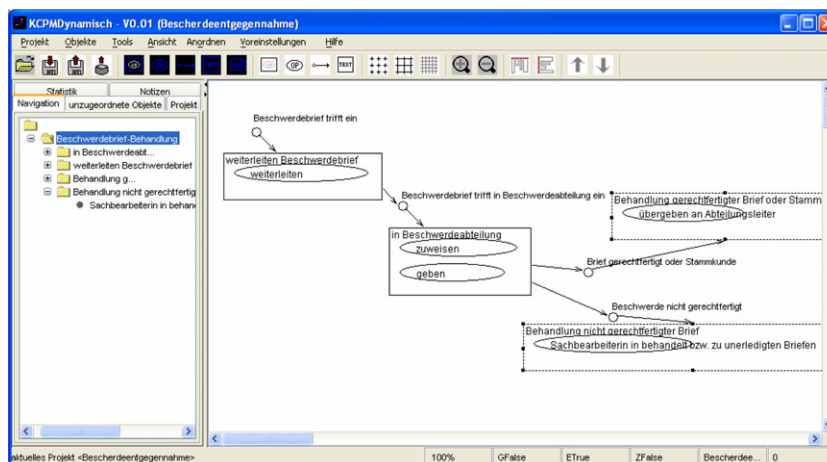 KCPMDynamisch - V0.01 (Bescherdeentgegennahme)
Projekt Objekte Tools Ansicht Anordnen Voreinstellungen Hilfe
TEXT OP TEXT
Statistik Notizen
Navigation unzugeordnete Objekte Projekt
Beschwerdebrief-Behandlung
in Beschwerdeabt...
weiterleiten Beschwerdebrief
Behandlung g...
Behandlung nicht gerechtfertig
Sachbearbeiterin in behan
Beschwerdebrief trifft ein
weiterleiten Beschwerdebrief
weiterleiten
Beschwerdebrief trifft in Beschwerdeabteilung ein
in Beschwerdeabteilung
zuweisen
geben
Behandlung gerechtfertigter Brief oder Stamm
übergeben an Abteilungsleiter
Brief gerechtfertigt oder Stammkunde
Beschwerde nicht gerechtfertigt
Behandlung nicht gerechtfertigter Brief
Sachbearbeiterin in behandelt bzw. zu unerledigten Briefen
aktuelles Projekt <Bescherdeentgegennahme> 100% GFalse ETrue ZFalse Bescherdee... 0